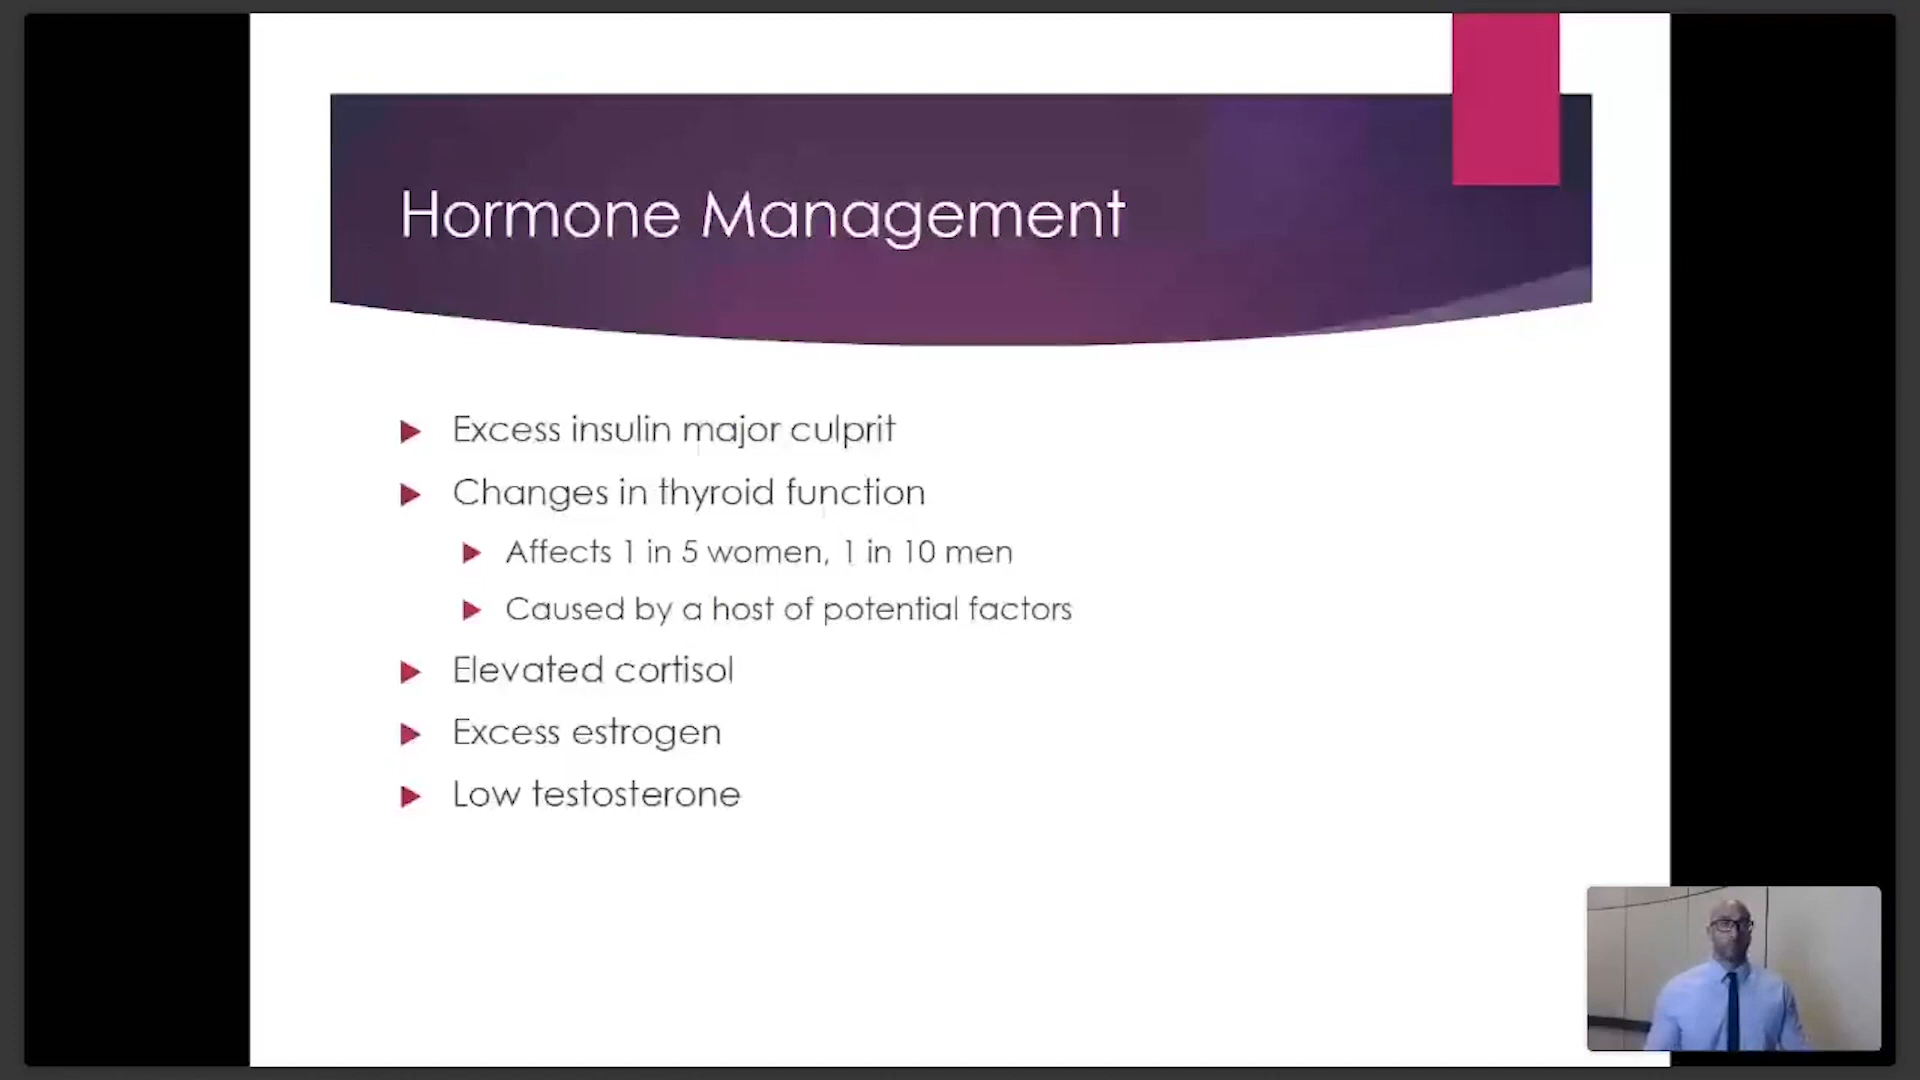 Hormone Management
Excess insulin major culprit
Changes in thyroid function
Affects 1 in 5 women, 1 in 10 men
Caused by a host of potential factors
Elevated cortisol
Excess estrogen
Low testosterone